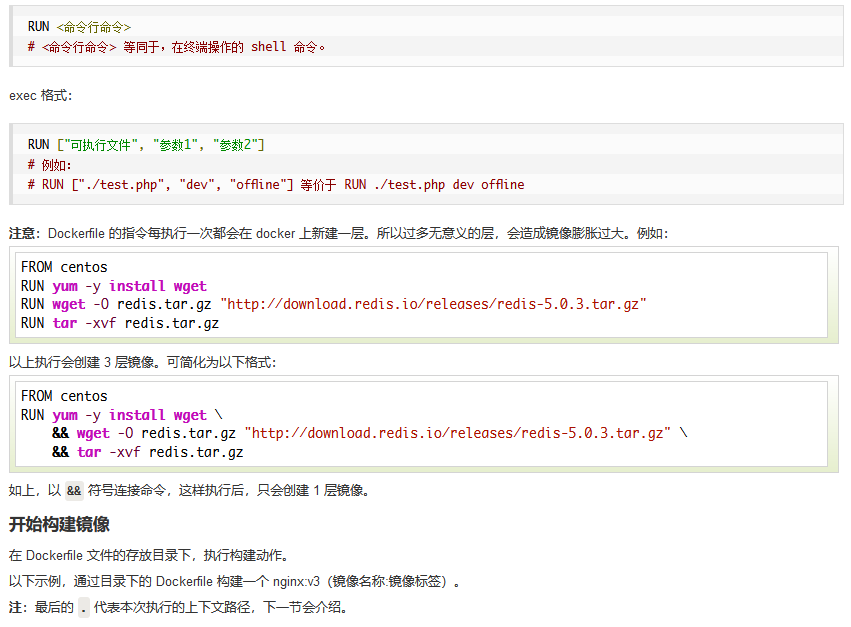 RUN <命令行命令>
# <命令行命令> 等同于，在终端操作的 shell 命令。
exec 格式：
RUN ["可执行文件", "参数1", "参数2"]
# 例如：
# RUN ["./test.php", "dev", "offline"] 等价于 RUN ./test.php dev offline
注意：Dockerfile 的指令每执行一次都会在 docker 上新建一层。所以过多无意义的层，会造成镜像膨胀过大。例如：
FROM centos
RUN yum -y install wget
RUN wget -O redis.tar.gz "http://download.redis.io/releases/redis-5.0.3.tar.gz"
RUN tar -xvf redis.tar.gz
以上执行会创建 3 层镜像。可简化为以下格式：
FROM centos
RUN yum -y install wget \
    && wget -O redis.tar.gz "http://download.redis.io/releases/redis-5.0.3.tar.gz" \
    && tar -xvf redis.tar.gz
如上，以 && 符号连接命令，这样执行后，只会创建 1 层镜像。
开始构建镜像
在 Dockerfile 文件的存放目录下，执行构建动作。
以下示例，通过目录下的 Dockerfile 构建一个 nginx:v3（镜像名称:镜像标签）。
注：最后的 . 代表本次执行的上下文路径，下一节会介绍。